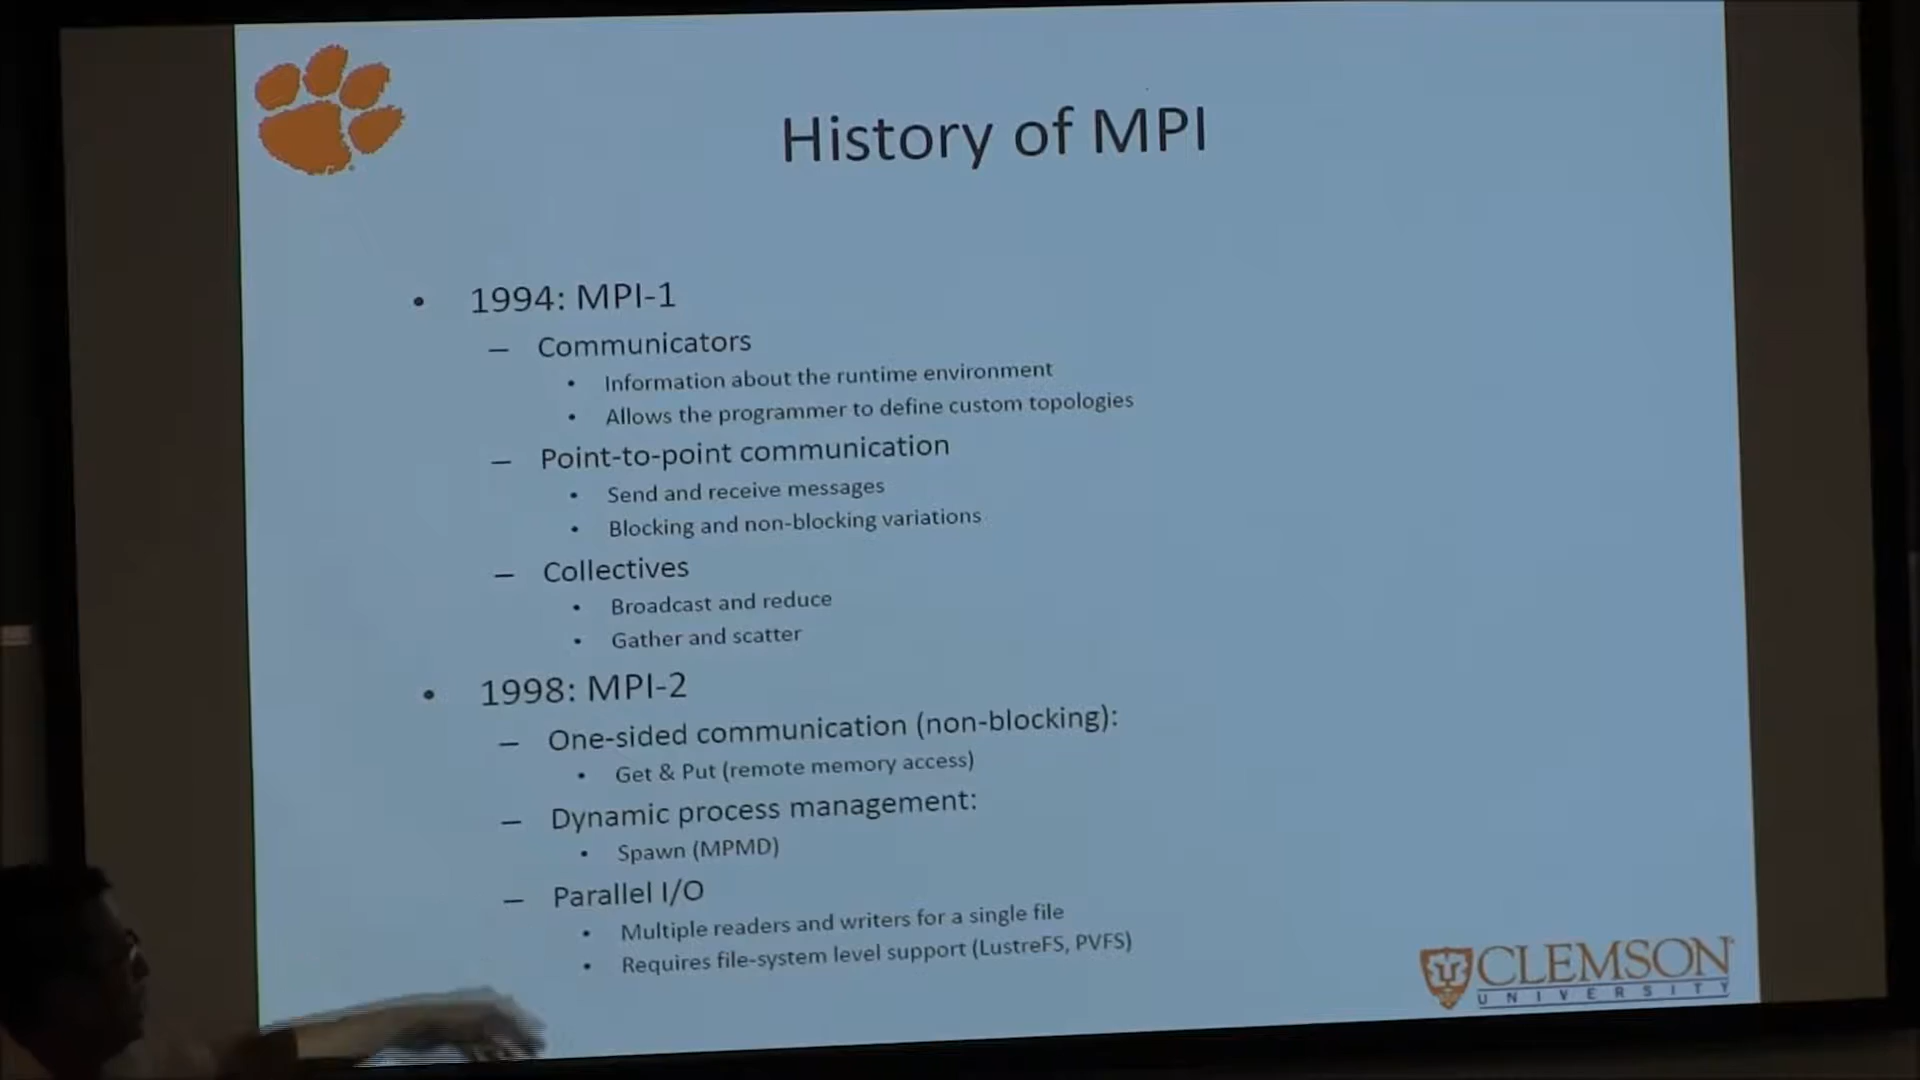 History of MPI
• 1994: MPI-1
– Communicators
• Information about the runtime environment
• Allows the programmer to define custom topologies
– Point-to-point communication
• Send and receive messages
• Blocking and non-blocking variations
– Collectives
• Broadcast and reduce
• Gather and scatter
• 1998: MPI-2
– One-sided communication (non-blocking):
• Get & Put (remote memory access)
– Dynamic process management:
• Spawn (MPMD)
– Parallel I/O
• Multiple readers and writers for a single file
• Requires file-system level support (LustreFS, PVFS)
CLEMSON
UNIVERSITY